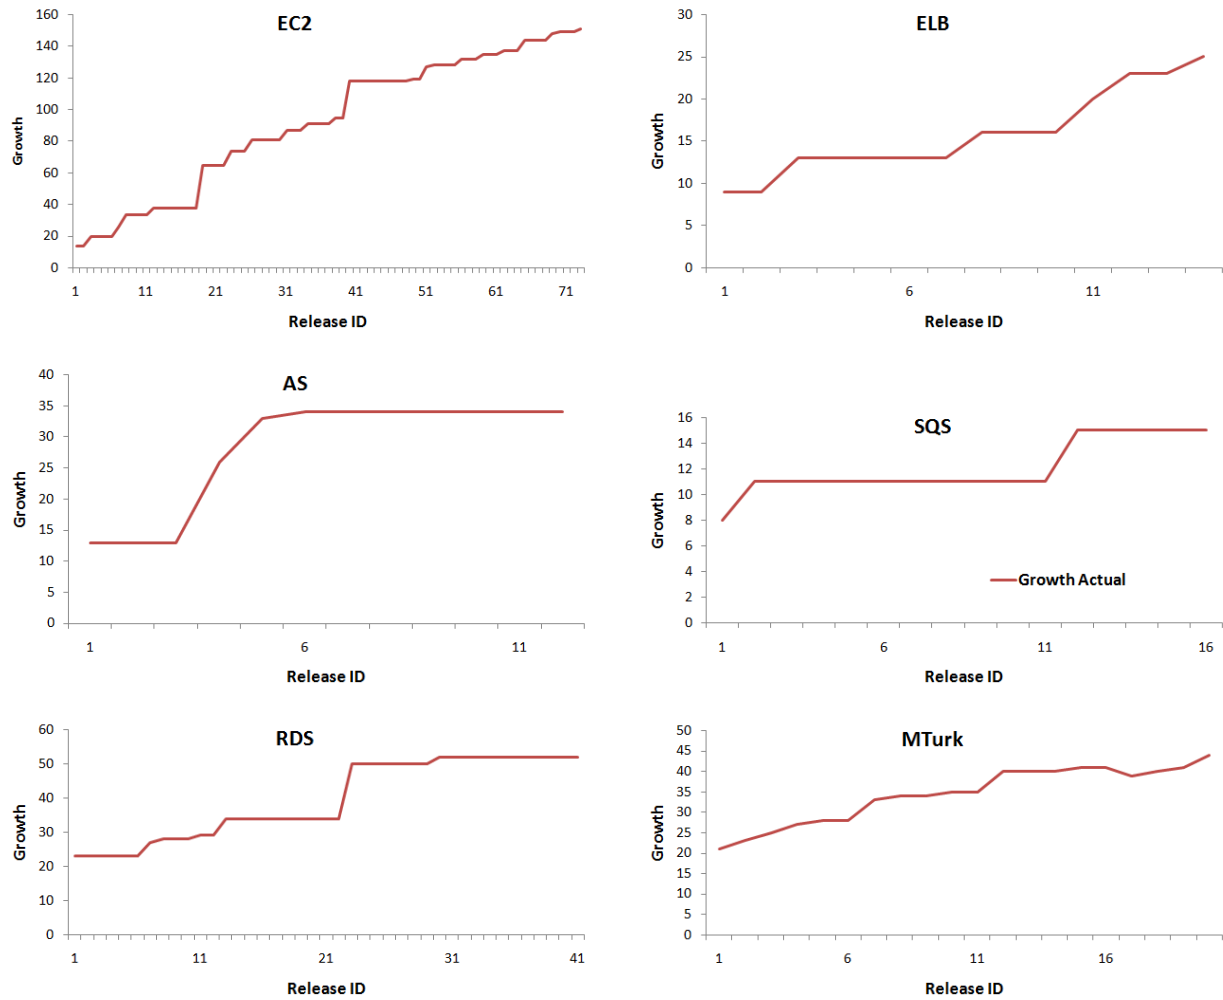 EC2
160
140
120
100
80
60
40
20
0
Growth
1 11 21 31 41 51 61 71
Release ID
ELB
30
25
20
15
10
5
0
Growth
1 6 11
Release ID
AS
40
35
30
25
20
15
10
5
0
Growth
1 6 11
Release ID
SQS
16
14
12
10
8
6
4
2
0
Growth
Growth Actual
1 6 11 16
Release ID
RDS
60
50
40
30
20
10
0
Growth
1 11 21 31 41
Release ID
MTurk
50
45
40
35
30
25
20
15
10
5
0
Growth
1 6 11 16
Release ID